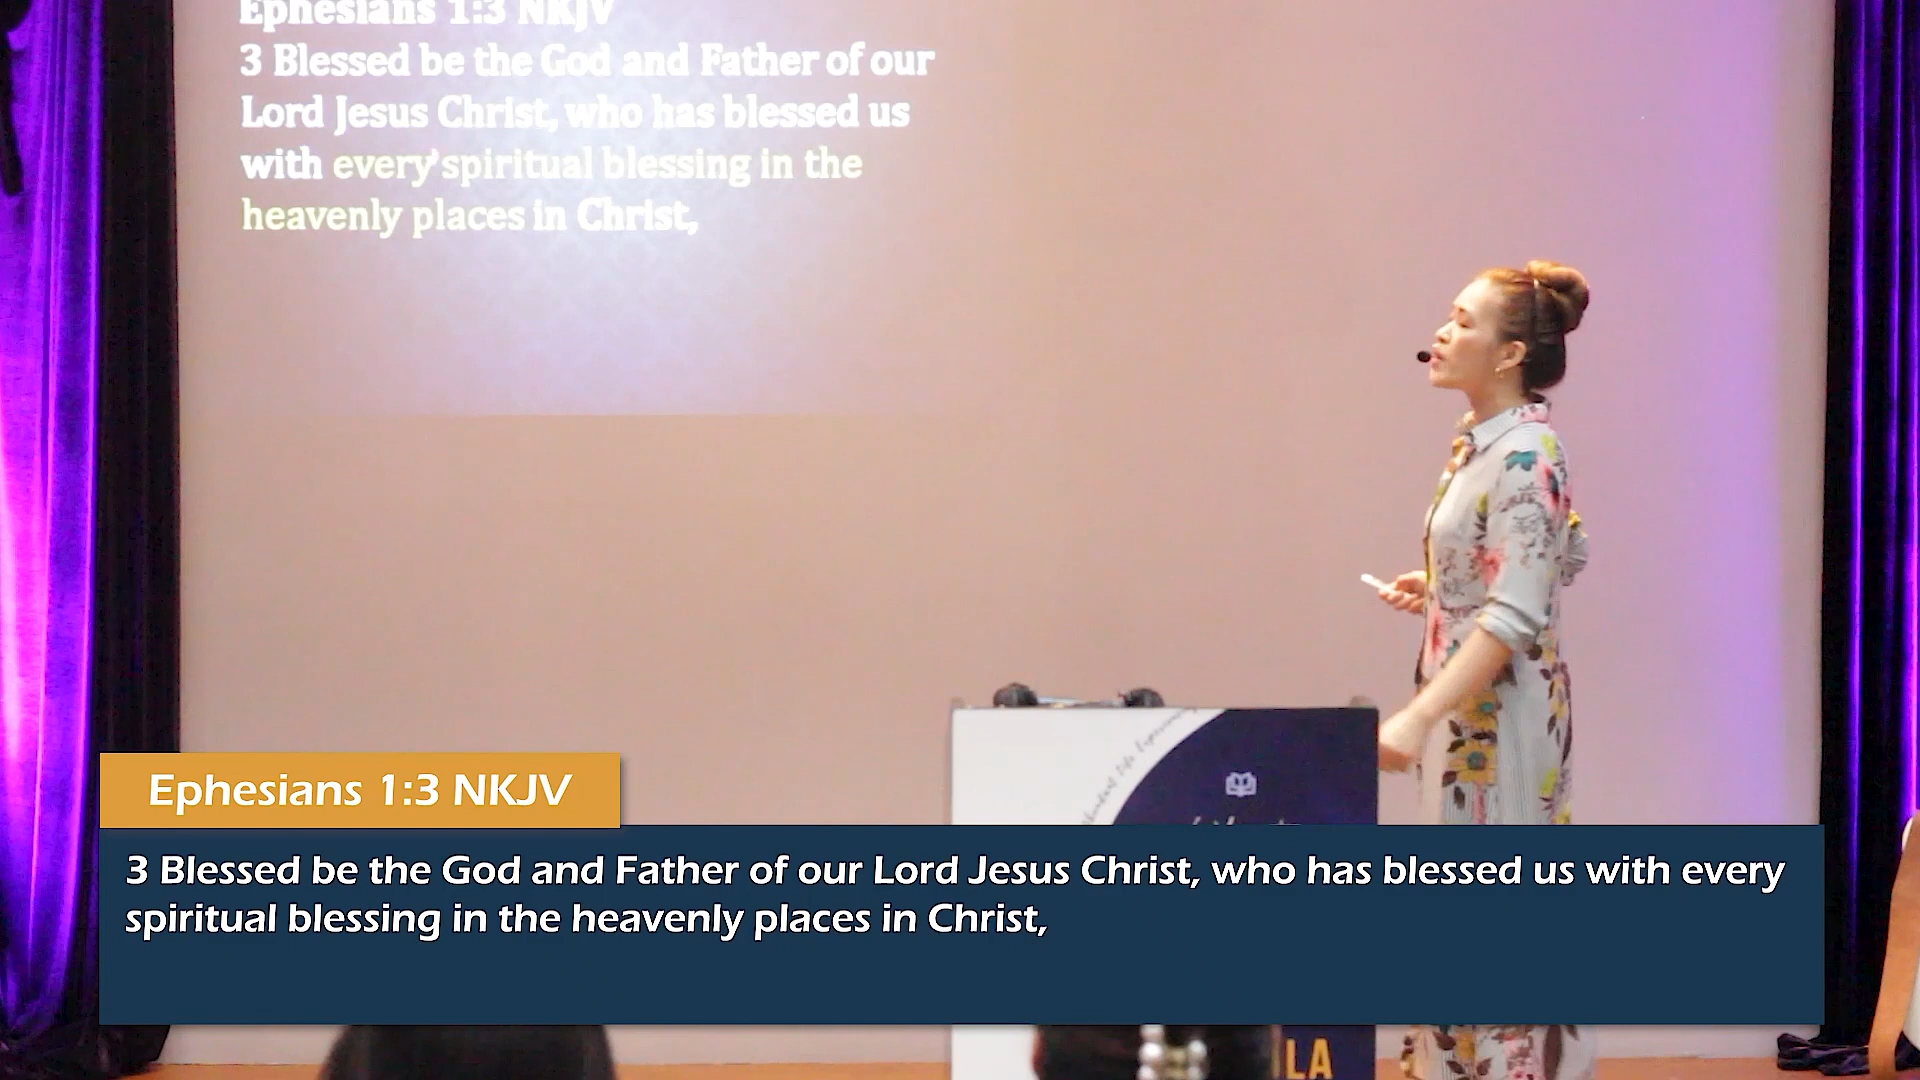 Ephesians 1:3 NKJV
3 Blessed be the God and Father of our
Lord Jesus Christ, who has blessed us
with every spiritual blessing in the
heavenly places in Christ,
Ephesians 1:3 NKJV
3 Blessed be the God and Father of our Lord Jesus Christ, who has blessed us with every
spiritual blessing in the heavenly places in Christ,
LA